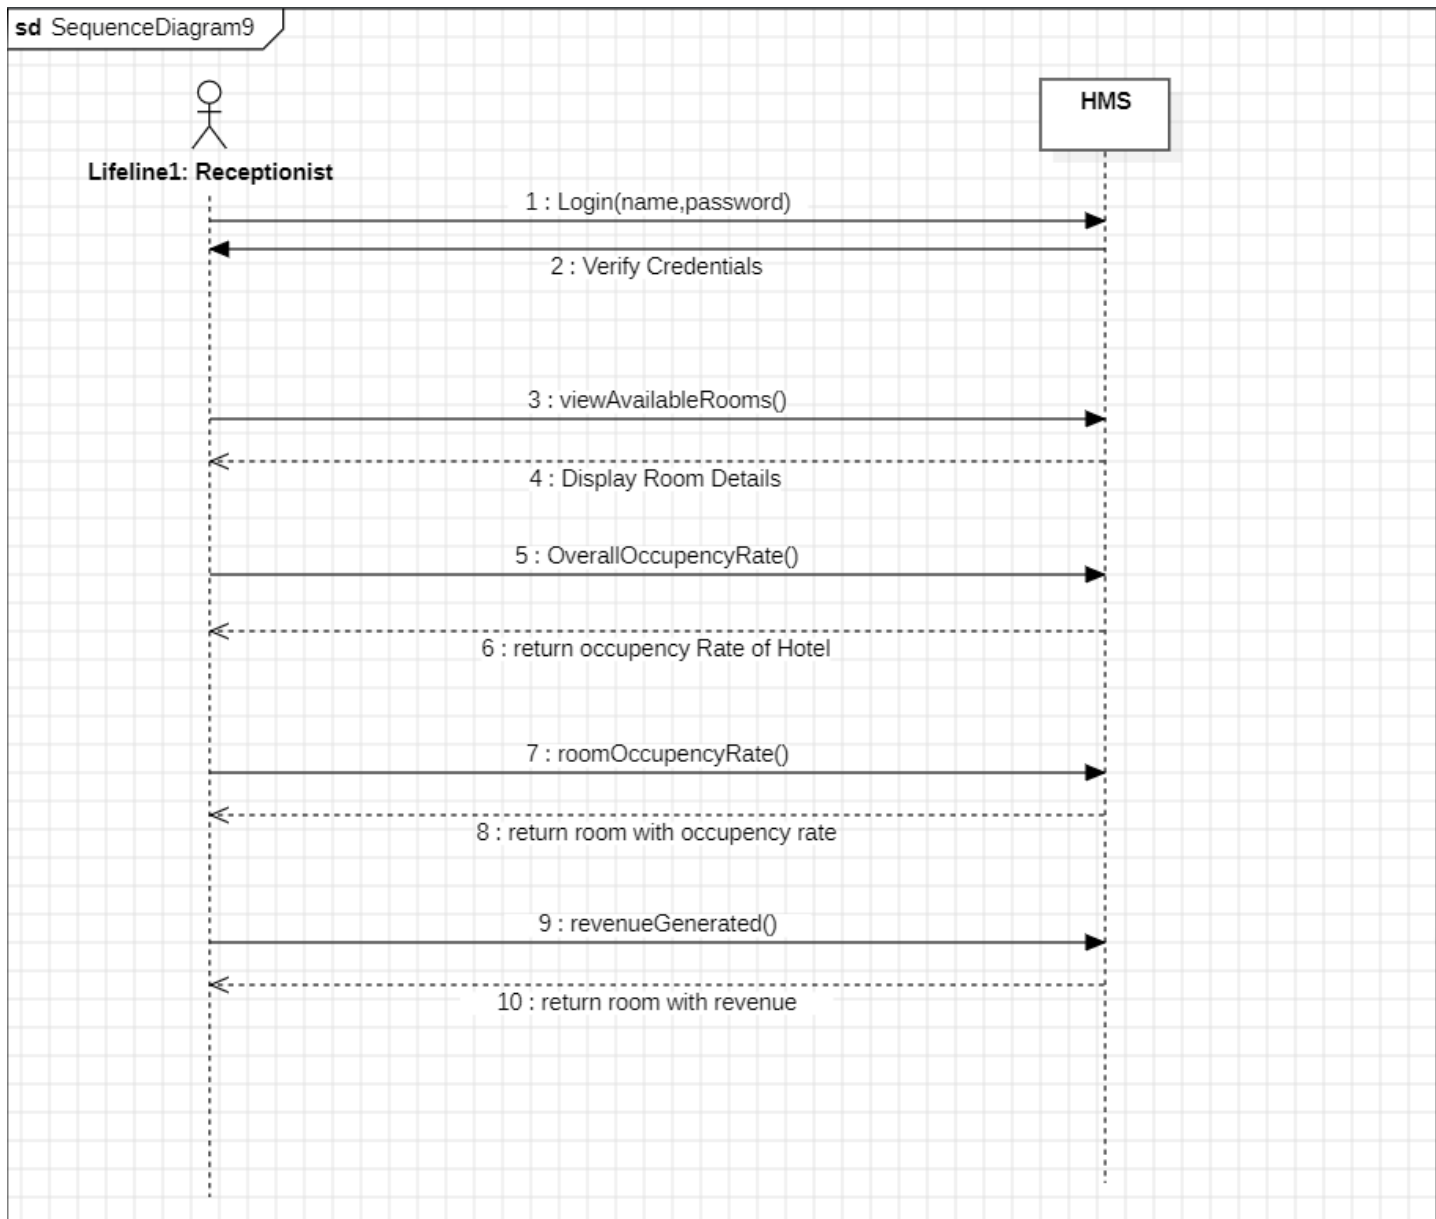 sd SequenceDiagram9
HMS
Lifeline1: Receptionist
1 : Login(name,password)
2 : Verify Credentials
3 : viewAvailableRooms()
4 : Display Room Details
5 : OverallOccupencyRate()
6 : return occupency Rate of Hotel
7 : roomOccupencyRate()
8 : return room with occupency rate
9 : revenueGenerated()
10 : return room with revenue